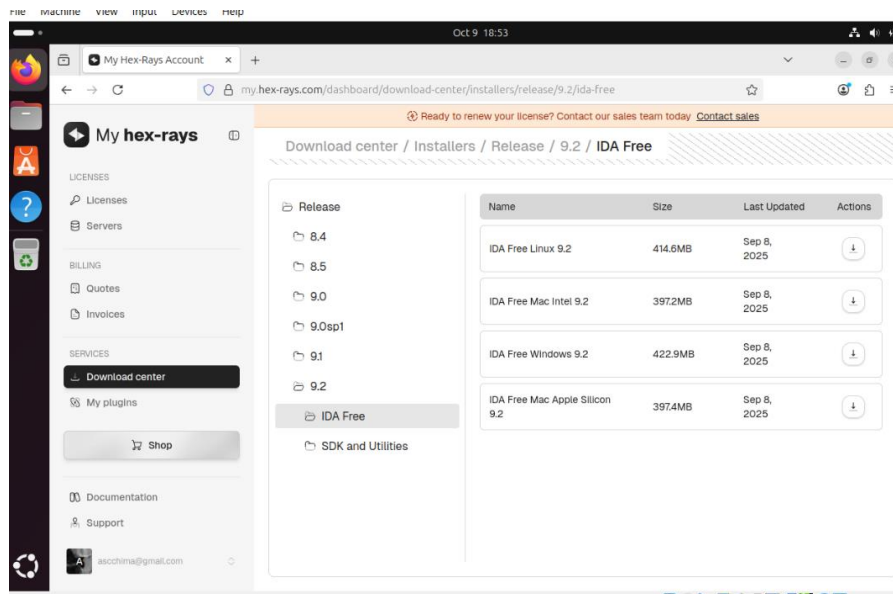 File Machine View Input Devices Help
Oct 9 18:53
My Hex-Rays Account
my.hex-rays.com/dashboard/download-center/installers/release/9.2/ida-free
Ready to renew your license? Contact our sales team today Contact sales
My hex-rays
Download center / Installers / Release / 9.2 / IDA Free
LICENSES
Licenses
Servers
BILLING
Quotes
Invoices
SERVICES
Download center
My plugins
Shop
Documentation
Support
A
ascchima@gmail.com
Release
8.4
8.5
9.0
9.0sp1
9.1
9.2
IDA Free
SDK and Utilities
Name Size Last Updated Actions
IDA Free Linux 9.2 414.6MB Sep 8,
2025
IDA Free Mac Intel 9.2 397.2MB Sep 8,
2025
IDA Free Windows 9.2 422.9MB Sep 8,
2025
IDA Free Mac Apple Silicon
9.2 397.4MB Sep 8,
2025